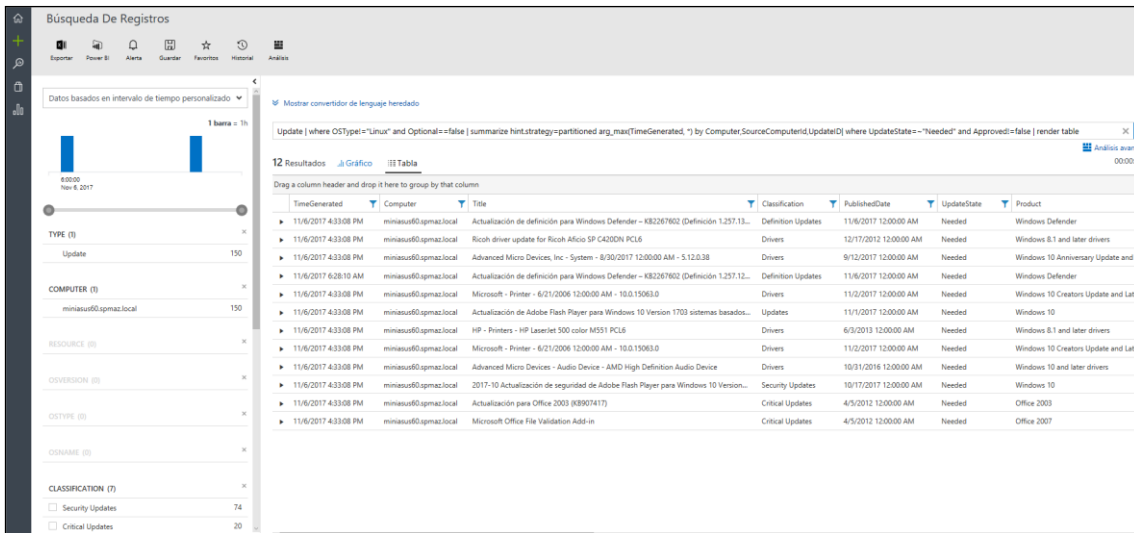 Búsqueda De Registros
Exportar Power BI Alerta Guardar Favoritos Historial Análisis
Datos basados en intervalo de tiempo personalizado
1 barra = 1h
6:00:00
Nov 6, 2017
TYPE (1)
Update 150
COMPUTER (1)
miniasus60.spmaz.local 150
RESOURCE (0)
OSVERSION (0)
OSTYPE (0)
OSNAME (0)
CLASSIFICATION (7)
Security Updates 74
Critical Updates 20
Mostrar convertidor de lenguaje heredado
Update | where OSType!="Linux" and Optional==false | summarize hint.strategy=partitioned arg_max(TimeGenerated, *) by Computer,SourceComputerId,UpdateID| where UpdateState=~"Needed" and Approved!=false | render table
Análisis avan
12 Resultados Gráfico Tabla 00:00:
Drag a column header and drop it here to group by that column
TimeGenerated Computer Title Classification PublishedDate UpdateState Product
11/6/2017 4:33:08 PM miniasus60.spmaz.local Actualización de definición para Windows Defender – KB2267602 (Definición 1.257.13... Definition Updates 11/6/2017 12:00:00 AM Needed Windows Defender
11/6/2017 4:33:08 PM miniasus60.spmaz.local Ricoh driver update for Ricoh Aficio SP C420DN PCL6 Drivers 12/17/2012 12:00:00 AM Needed Windows 8.1 and later drivers
11/6/2017 4:33:08 PM miniasus60.spmaz.local Advanced Micro Devices, Inc - System - 8/30/2017 12:00:00 AM - 5.12.0.38 Drivers 9/12/2017 12:00:00 AM Needed Windows 10 Anniversary Update and
11/6/2017 6:28:10 AM miniasus60.spmaz.local Actualización de definición para Windows Defender – KB2267602 (Definición 1.257.12... Definition Updates 11/6/2017 12:00:00 AM Needed Windows Defender
11/6/2017 4:33:08 PM miniasus60.spmaz.local Microsoft - Printer - 6/21/2006 12:00:00 AM - 10.0.15063.0 Drivers 11/2/2017 12:00:00 AM Needed Windows 10 Creators Update and Lat
11/6/2017 4:33:08 PM miniasus60.spmaz.local Actualización de Adobe Flash Player para Windows 10 Version 1703 sistemas basados... Updates 11/1/2017 12:00:00 AM Needed Windows 10
11/6/2017 4:33:08 PM miniasus60.spmaz.local HP - Printers - HP LaserJet 500 color M551 PCL6 Drivers 6/3/2013 12:00:00 AM Needed Windows 8.1 and later drivers
11/6/2017 4:33:08 PM miniasus60.spmaz.local Microsoft - Printer - 6/21/2006 12:00:00 AM - 10.0.15063.0 Drivers 11/2/2017 12:00:00 AM Needed Windows 10 Creators Update and Lat
11/6/2017 4:33:08 PM miniasus60.spmaz.local Advanced Micro Devices - Audio Device - AMD High Definition Audio Device Drivers 10/31/2016 12:00:00 AM Needed Windows 10 and later drivers
11/6/2017 4:33:08 PM miniasus60.spmaz.local 2017-10 Actualización de seguridad de Adobe Flash Player para Windows 10 Version... Security Updates 10/17/2017 12:00:00 AM Needed Windows 10
11/6/2017 4:33:08 PM miniasus60.spmaz.local Actualización para Office 2003 (KB907417) Critical Updates 4/5/2012 12:00:00 AM Needed Office 2003
11/6/2017 4:33:08 PM miniasus60.spmaz.local Microsoft Office File Validation Add-in Critical Updates 4/5/2012 12:00:00 AM Needed Office 2007